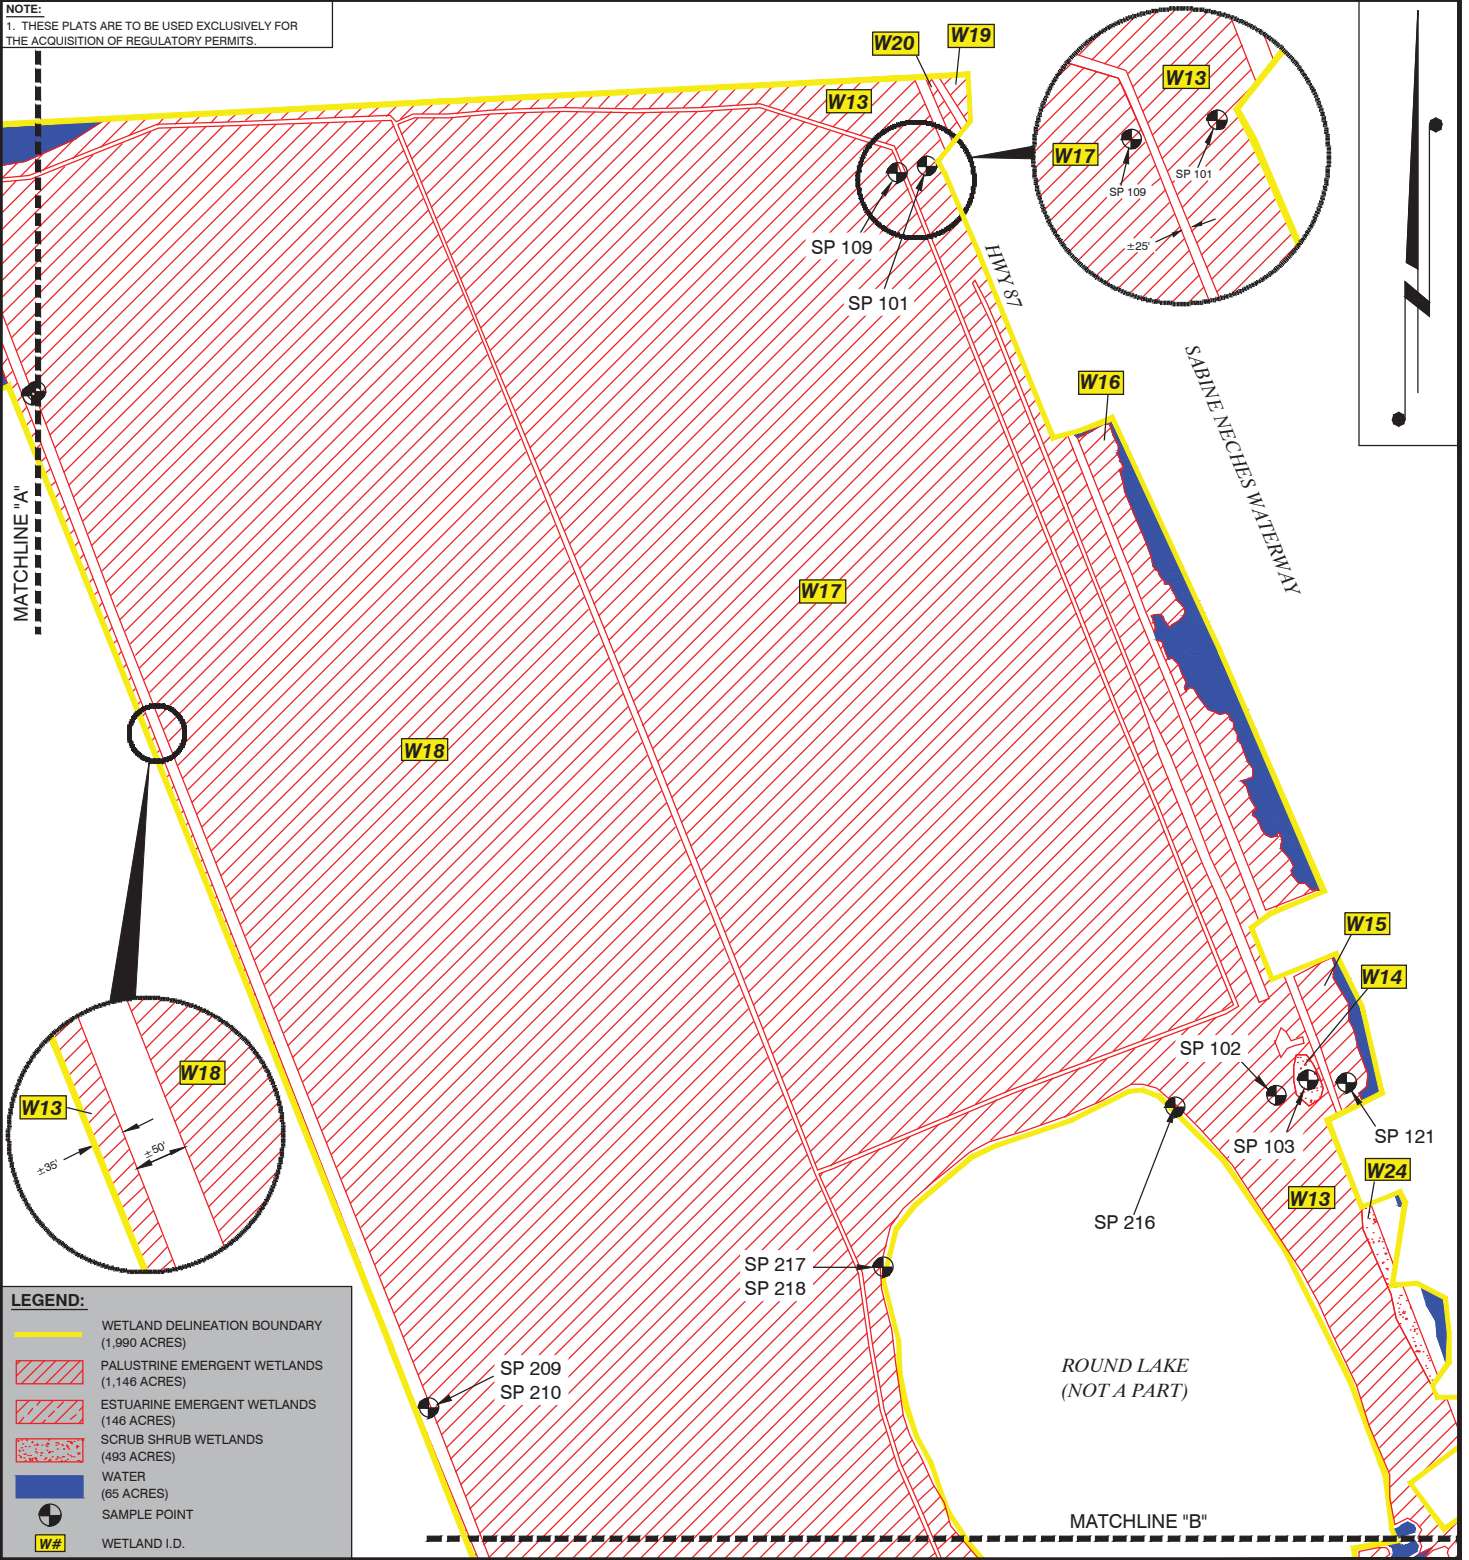 NOTE:
1. THESE PLATS ARE TO BE USED EXCLUSIVELY FOR
THE ACQUISITION OF REGULATORY PERMITS.
W20
W19
W13
W13
W17
SP 109
SP 101
±25'
SP 109
SP 101
HWY 87
SABINE NECHES WATERWAY
W16
MATCHLINE "A"
W17
W18
W15
W14
SP 102
SP 103
SP 121
W24
W13
SP 216
W18
W13
±35'
±50'
SP 217
SP 218
SP 209
SP 210
ROUND LAKE
(NOT A PART)
MATCHLINE "B"
LEGEND:
WETLAND DELINEATION BOUNDARY
(1,990 ACRES)
PALUSTRINE EMERGENT WETLANDS
(1,146 ACRES)
ESTUARINE EMERGENT WETLANDS
(146 ACRES)
SCRUB SHRUB WETLANDS
(493 ACRES)
WATER
(65 ACRES)
SAMPLE POINT
W# WETLAND I.D.